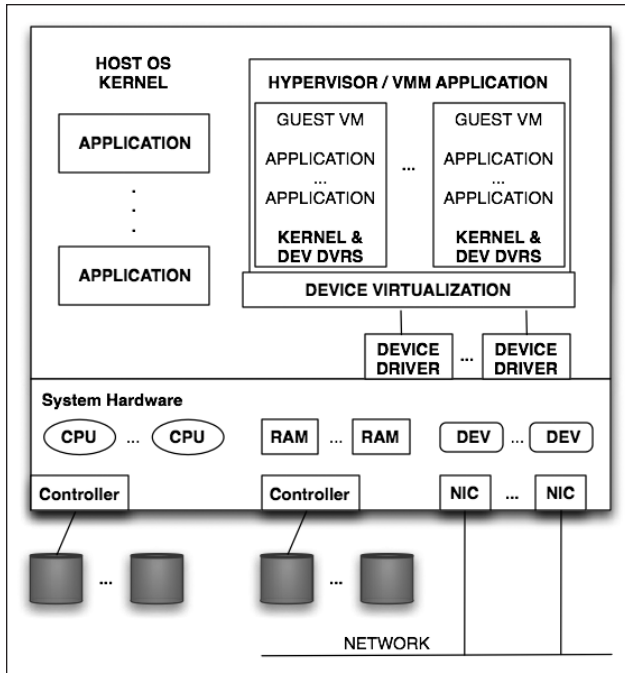 HOST OS
KERNEL
APPLICATION
.
.
.
APPLICATION
HYPERVISOR / VMM APPLICATION
GUEST VM
APPLICATION
...
APPLICATION
KERNEL &
DEV DVRS
...
GUEST VM
APPLICATION
...
APPLICATION
KERNEL &
DEV DVRS
DEVICE VIRTUALIZATION
DEVICE
DRIVER
...
DEVICE
DRIVER
System Hardware
CPU ... CPU
RAM ... RAM
DEV ... DEV
Controller
Controller
NIC ... NIC
...
...
NETWORK